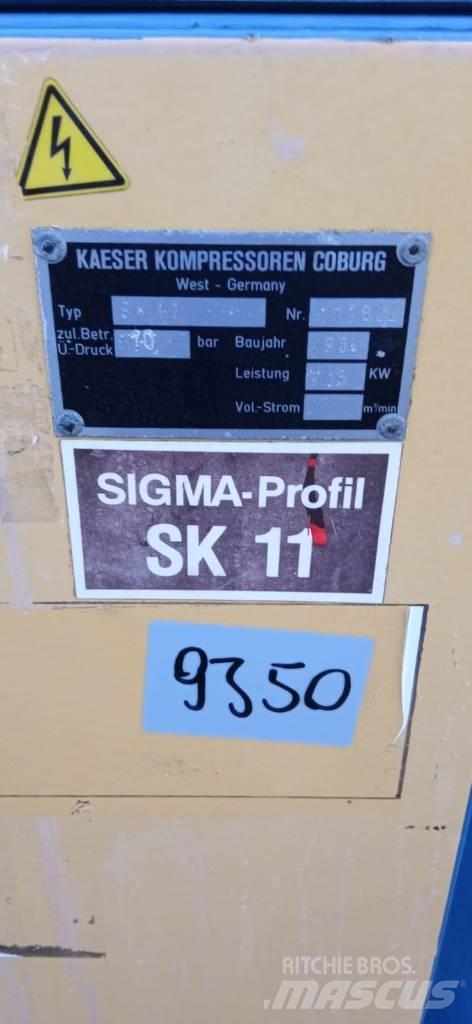 KAESER KOMPRESSOREN COBURG
West - Germany
Typ Nr.
zul.Betr. Ü-Druck 10 bar Baujahr
Leistung KW
Vol.-Strom m³/min
SIGMA-Profil
SK 11
9350
RITCHIE BROS.
MASCUS